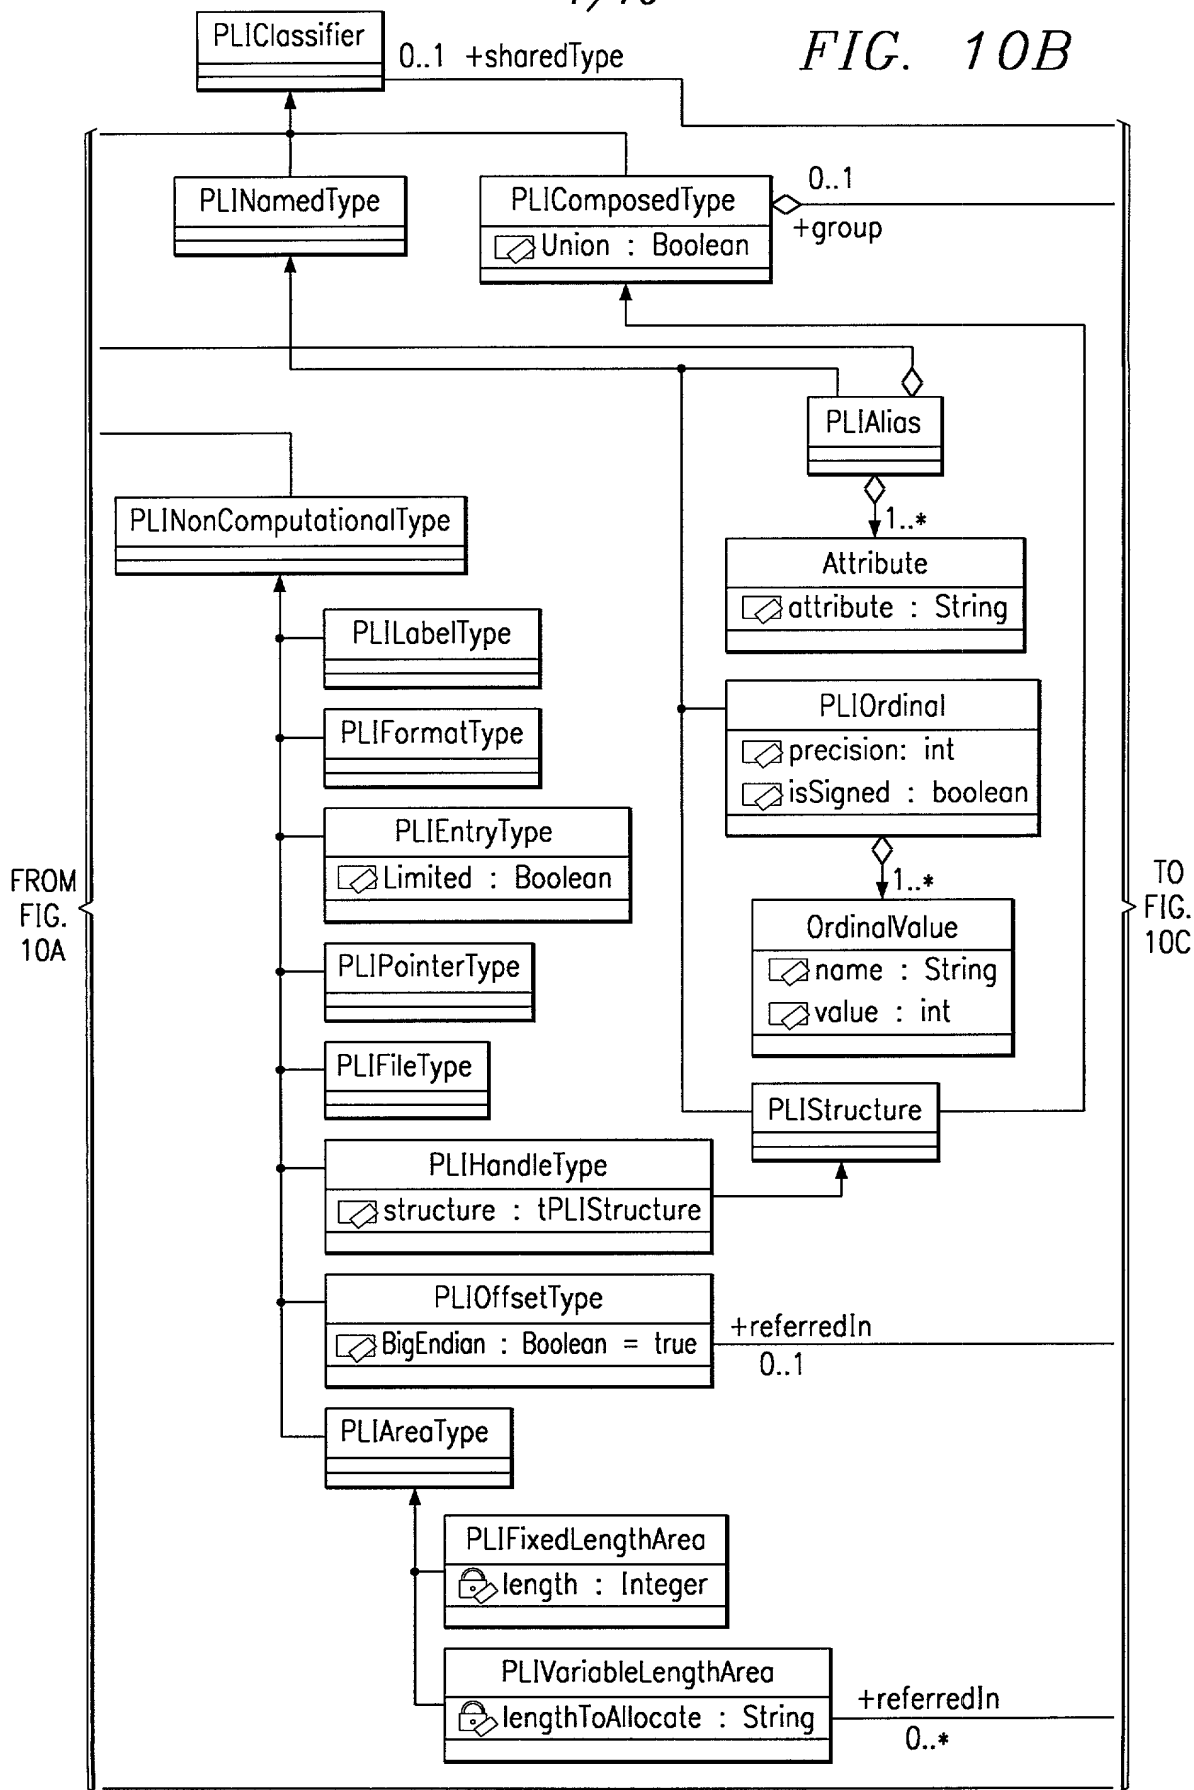 FIG. 10B
PLIClassifier
0..1 +sharedType
PLINamedType
PLIComposedType
Union : Boolean
0..1
+group
PLIAlias
1..*
PLINonComputationalType
Attribute
attribute : String
PLILabelType
PLIFormatType
PLIOrdinal
precision: int
isSigned : boolean
1..*
PLIEntryType
Limited : Boolean
FROM
FIG.
10A
TO
FIG.
10C
OrdinalValue
name : String
value : int
PLIPointerType
PLIFileType
PLIStructure
PLIHandleType
structure : tPLIStructure
PLIOffsetType
BigEndian : Boolean = true
+referredIn
0..1
PLIAreaType
PLIFixedLengthArea
length : Integer
PLIVariableLengthArea
lengthToAllocate : String
+referredIn
0..*